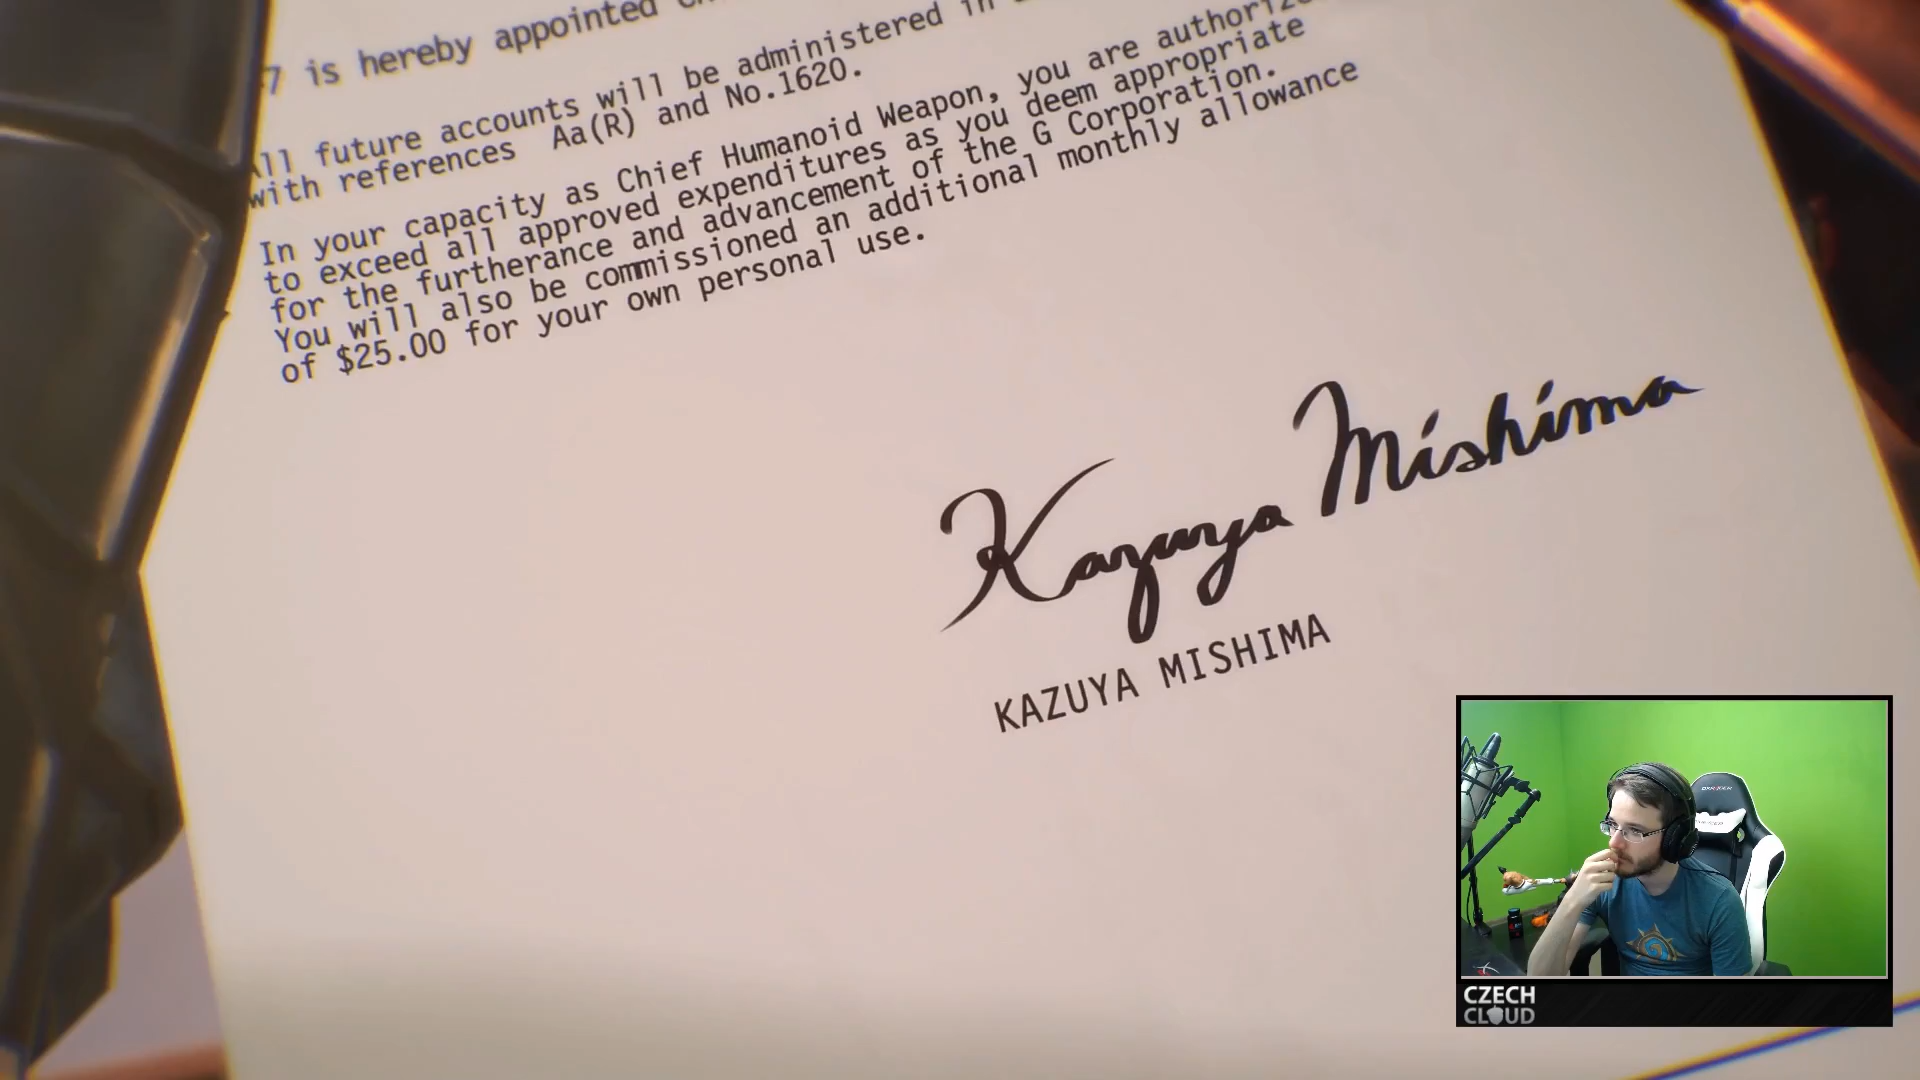 7 is hereby appointed
All future accounts will be administered in
with references Aa(R) and No.1620.
In your capacity as Chief Humanoid Weapon, you are
to exceed all approved expenditures as you deem appropriate
for the furtherance and advancement of the G Corporation.
You will also be commissioned an additional monthly allowance
of $25.00 for your own personal use.
Kazuya Mishima
KAZUYA MISHIMA
DXRACER
CZECH
CLOUD